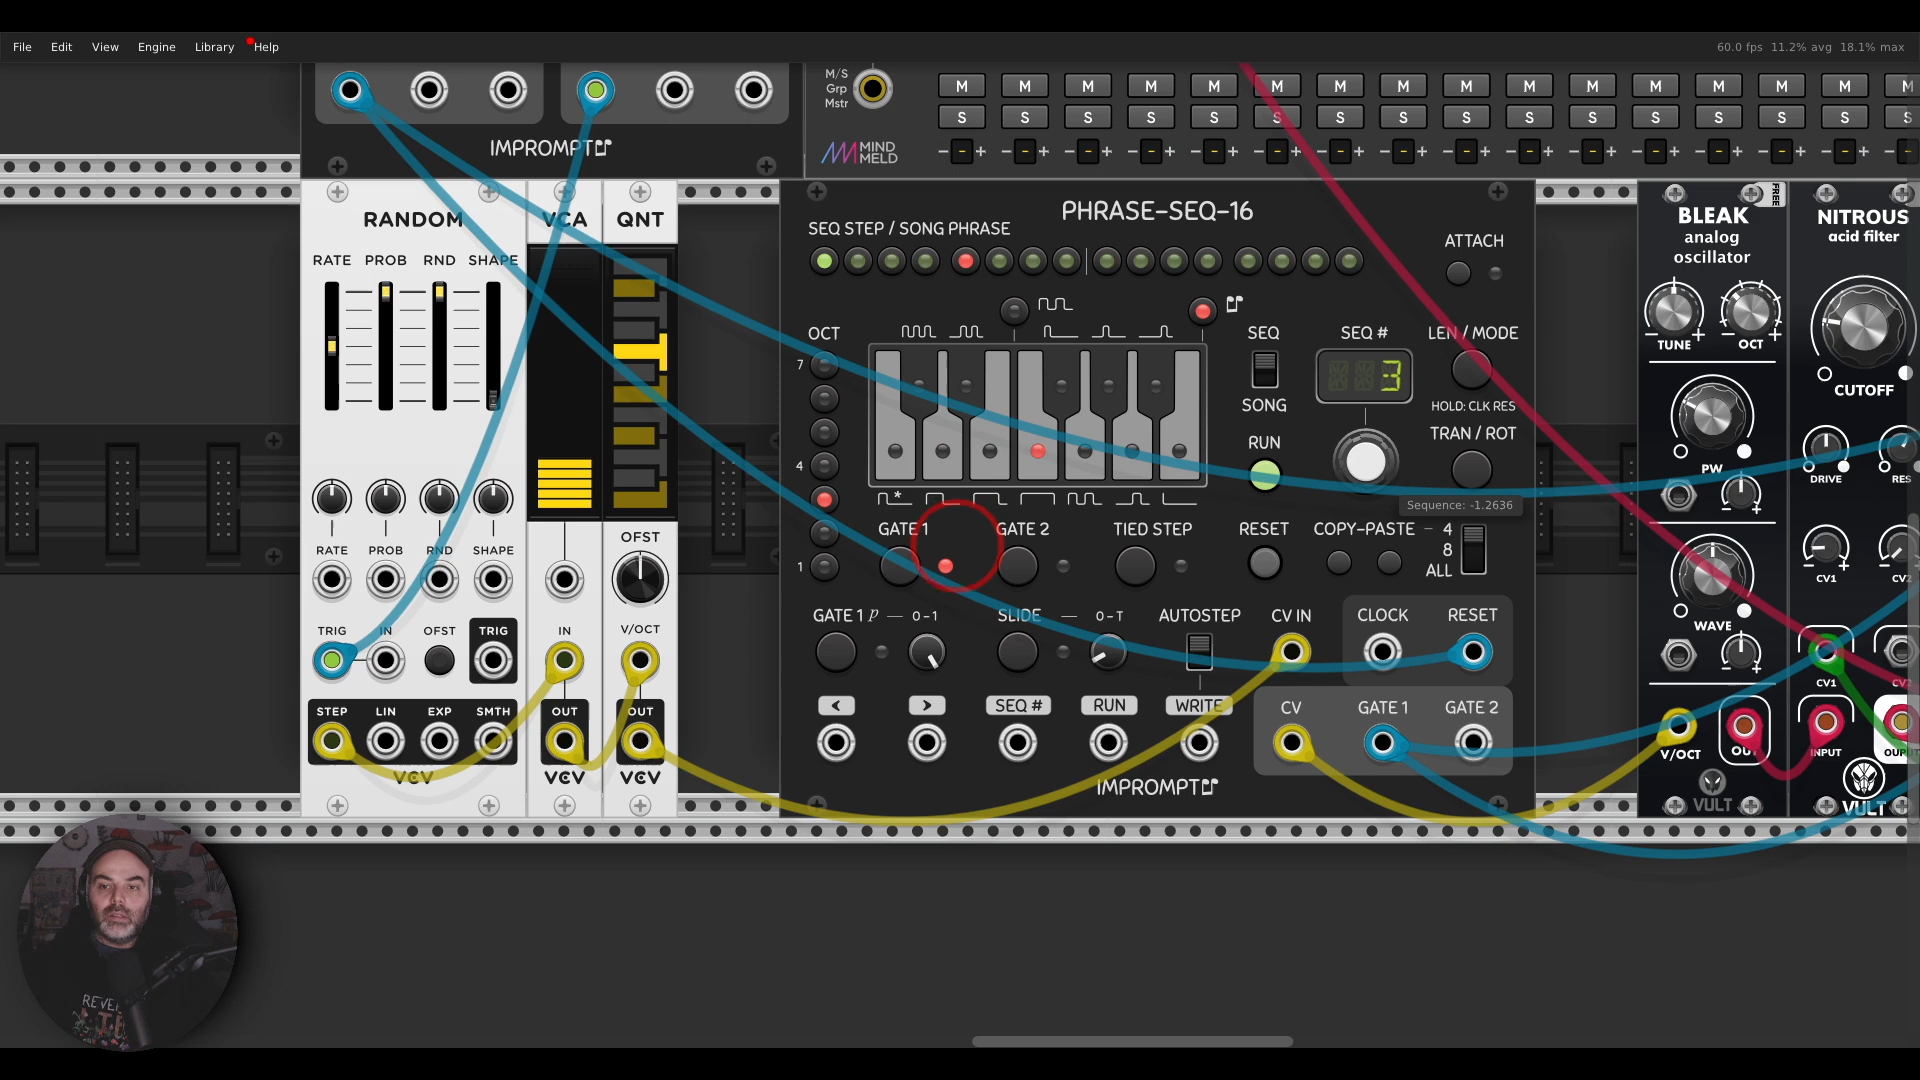 File Edit View Engine Library Help
60.0 fps 11.2% avg 18.1% max
M/S
Grp
Mstr
M M M M M M M M M M M M M M M M
S S S S S S S S S S S S S S S S
IMPROMPT
MIND
MELD
RANDOM
RATE PROB RND SHAPE
RATE PROB RND SHAPE
TRIG IN OFST TRIG
STEP LIN EXP SMTH
VCV
VCA
IN
OUT
VCV
QNT
OFST
V/OCT
OUT
VCV
PHRASE-SEQ-16
SEQ STEP / SONG PHRASE
ATTACH
OCT
7
4
1
SEQ
SONG
SEQ #
-3
LEN / MODE
HOLD: CLK RES
RUN
TRAN / ROT
Sequence: -1.2636
GATE 1
GATE 2
TIED STEP
RESET
COPY-PASTE
4
8
ALL
GATE 1 p — 0-1
SLIDE — 0-T
AUTOSTEP
CV IN
CLOCK
RESET
< > SEQ # RUN WRITE
CV
GATE 1
GATE 2
IMPROMPT
FREE
BLEAK
analog
oscillator
TUNE OCT
PW
WAVE
V/OCT
OUT
VULT
NITROUS
acid filter
CUTOFF
DRIVE RES
CV1 CV2
CV1 CV2
INPUT
VULT